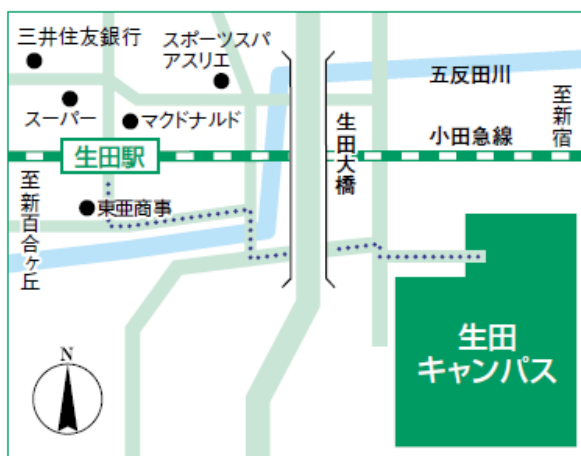 三井住友銀行
スポーツスパ
アスリエ
スーパー
マクドナルド
五反田川
至新宿
生田大橋
小田急線
生田駅
至新百合ヶ丘
東亜商事
生田
キャンパス
N